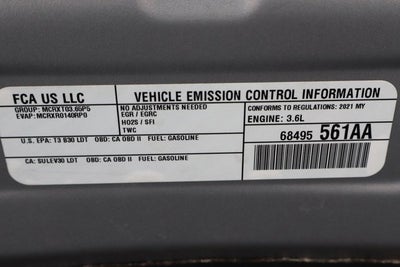 FCA US LLC
VEHICLE EMISSION CONTROL INFORMATION
GROUP: MCRXT03.65P5
EVAP: MCRXR0140RP0
NO ADJUSTMENTS NEEDED
EGR / EGRC
HO2S / SFI
TWC
CONFORMS TO REGULATIONS: 2021 MY
ENGINE: 3.6L
68495 561AA
U.S. EPA: T3 B30 LDT OBD: CA OBD II FUEL: GASOLINE
CA: SULEV30 LDT OBD: CA OBD II FUEL: GASOLINE